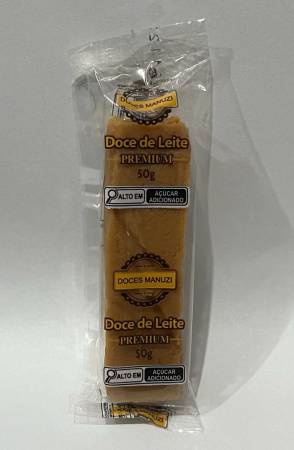 DOCES MANUZI
Doce de Leite
PREMIUM
50g
ALTO EM
AÇÚCAR
ADICIONADO
DOCES MANUZI
Doce de Leite
PREMIUM
50g
ALTO EM
AÇÚCAR
ADICIONADO